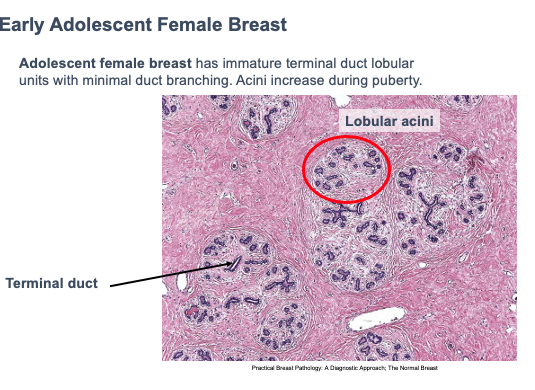 Early Adolescent Female Breast
Adolescent female breast has immature terminal duct lobular
units with minimal duct branching. Acini increase during puberty.
Lobular acini
Terminal duct
Practical Breast Pathology: A Diagnostic Approach; The Normal Breast